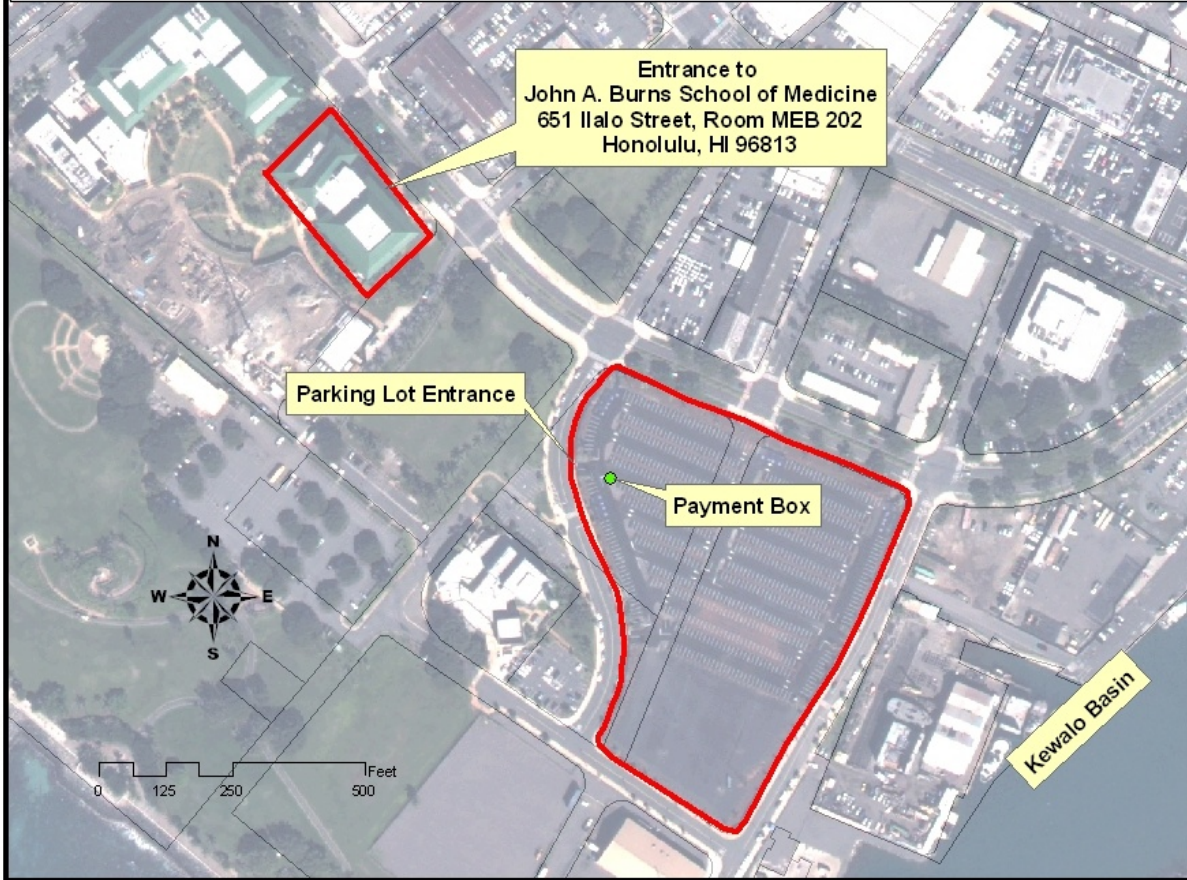 Entrance to
John A. Burns School of Medicine
651 Ilalo Street, Room MEB 202
Honolulu, HI 96813
Parking Lot Entrance
Payment Box
N
W E
S
Kewalo Basin
Feet
0 125 250 500